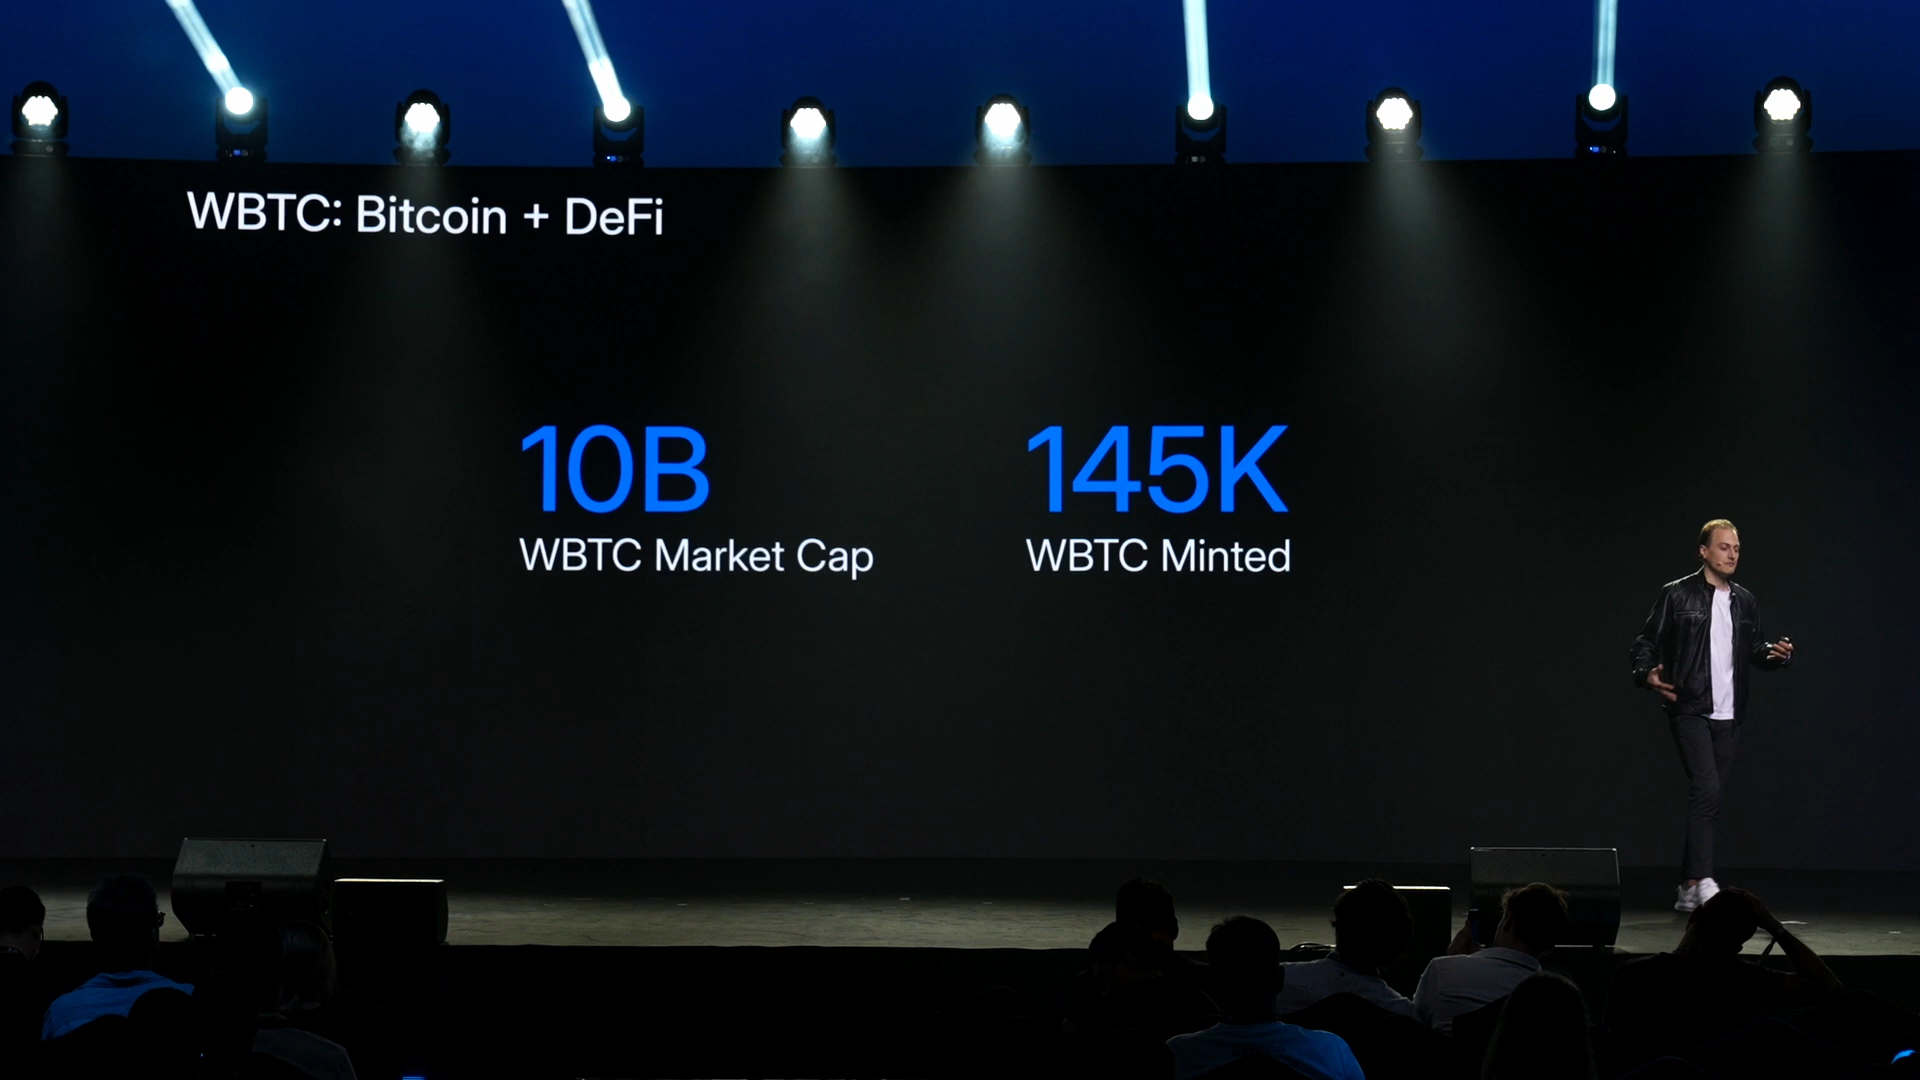 WBTC: Bitcoin + DeFi
10B
145K
WBTC Market Cap
WBTC Minted